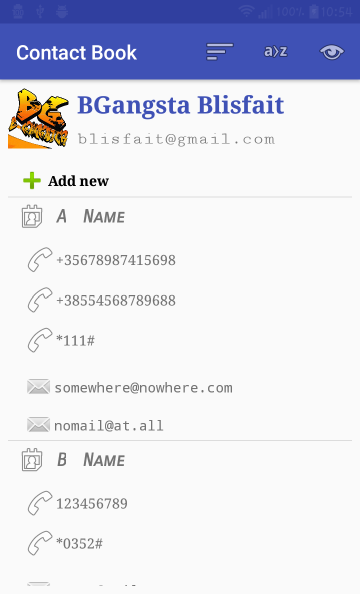 100% 10:54
Contact Book
a›z
BG
BGangsta Blisfait
blisfait@gmail.com
Add new
A NAME
+35678987415698
+38554568789688
*111#
somewhere@nowhere.com
nomail@at.all
B NAME
123456789
*0352#